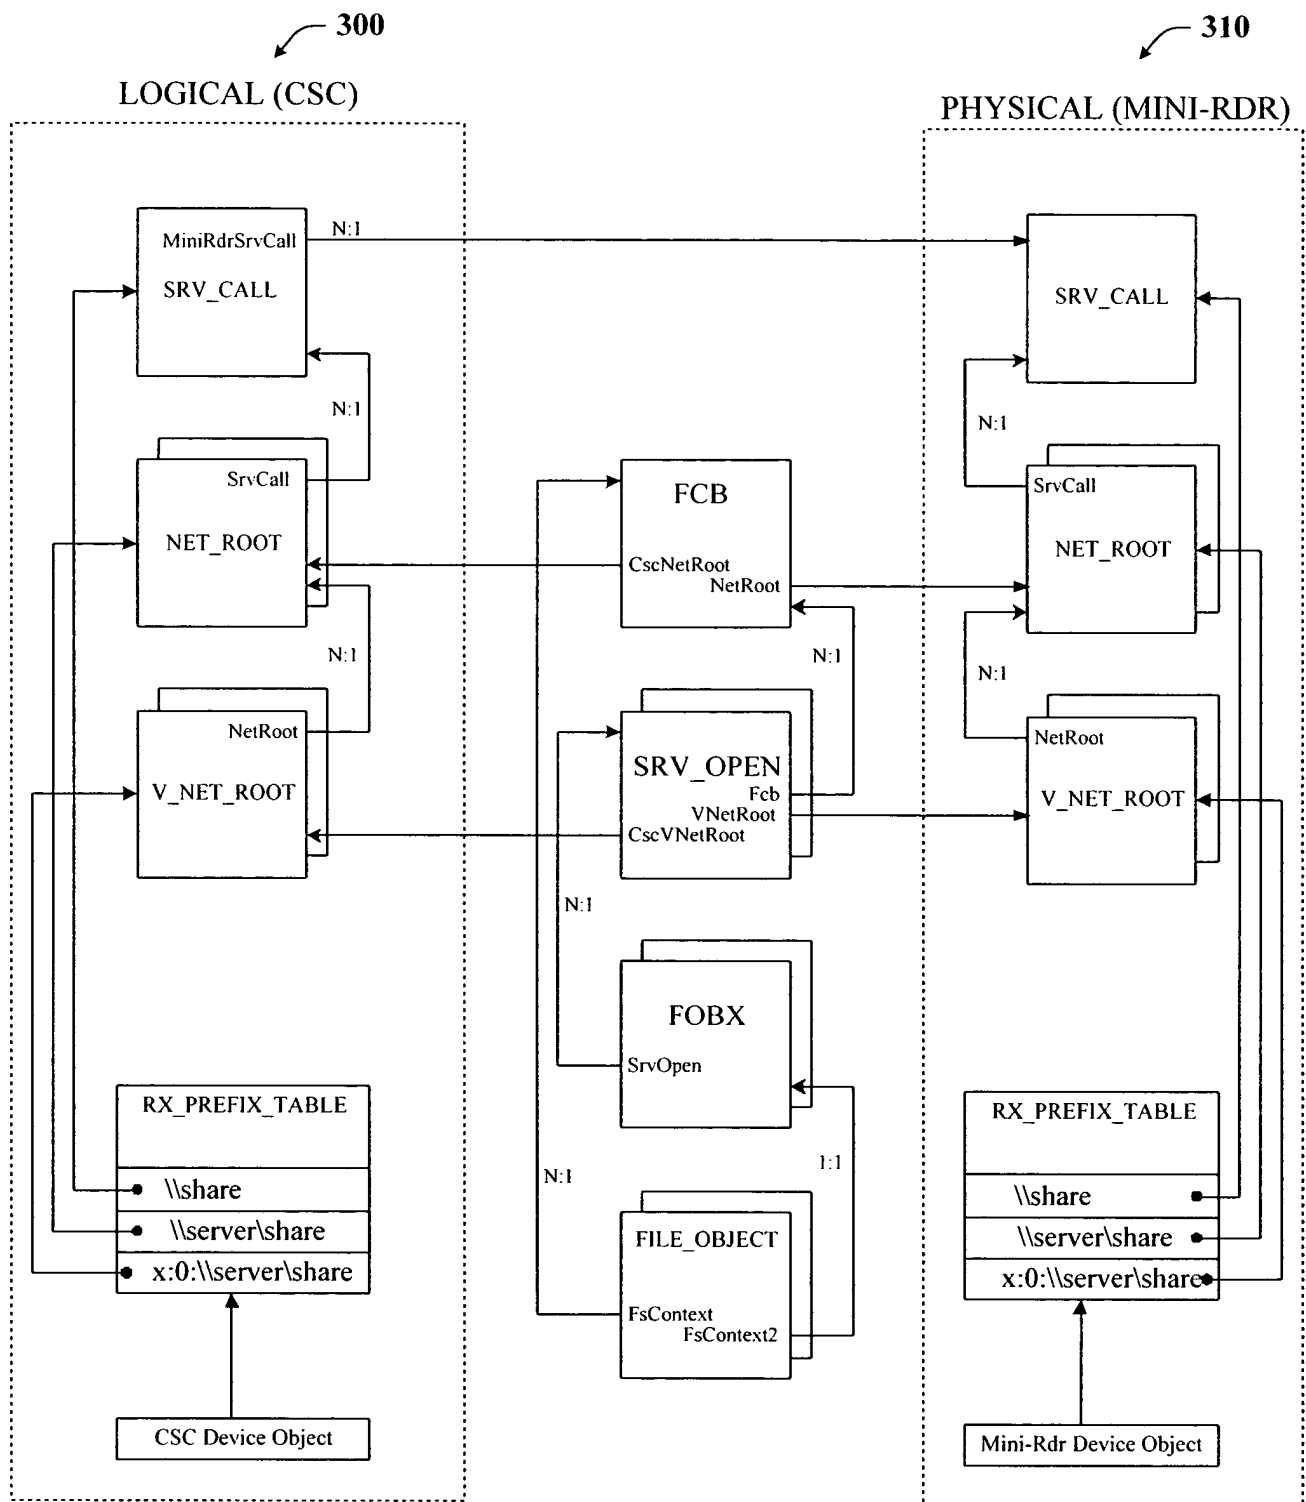 300
310
LOGICAL (CSC)
PHYSICAL (MINI-RDR)
MiniRdrSrvCall
N:1
SRV_CALL
SRV_CALL
N:1
N:1
SrvCall
NET_ROOT
FCB
CscNetRoot
NetRoot
SrvCall
NET_ROOT
N:1
N:1
N:1
NetRoot
V_NET_ROOT
SRV_OPEN
Fcb
VNetRoot
CscVNetRoot
NetRoot
V_NET_ROOT
N:1
FOBX
SrvOpen
RX_PREFIX_TABLE
\\share
\\server\share
x:0:\\server\share
N:1
1:1
FILE_OBJECT
FsContext
FsContext2
RX_PREFIX_TABLE
\\share
\\server\share
x:0:\\server\share
CSC Device Object
Mini-Rdr Device Object